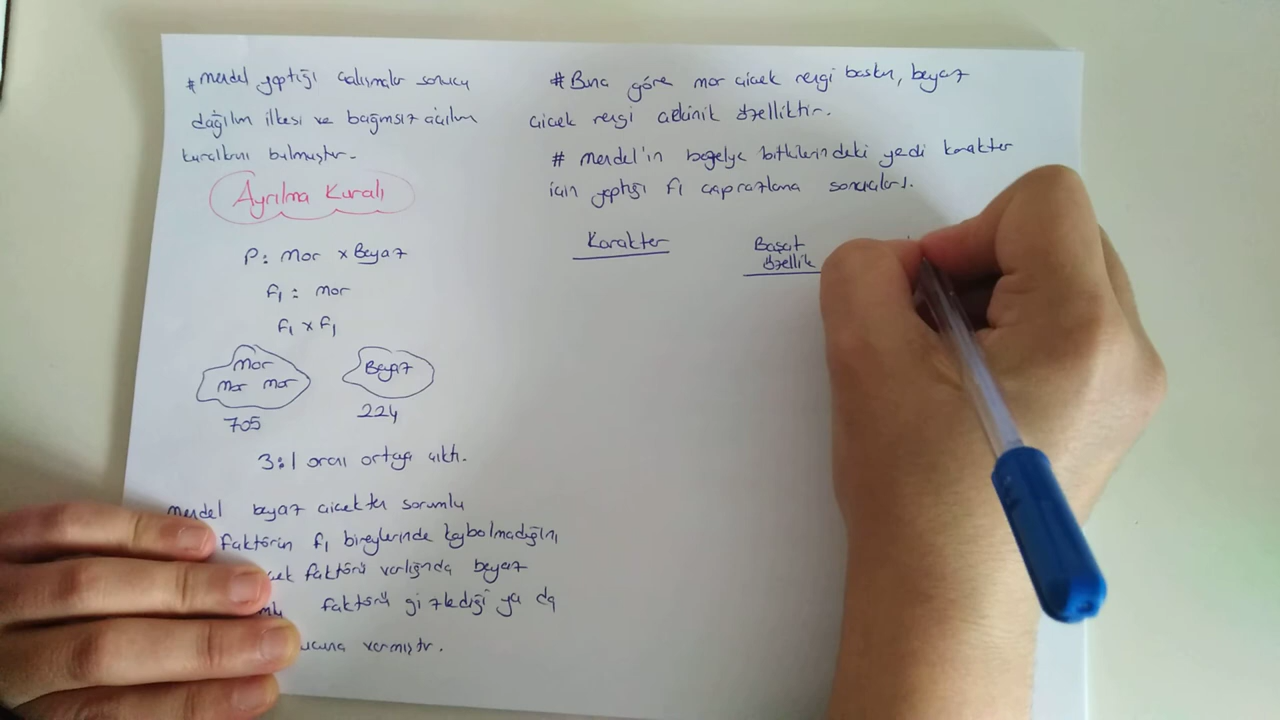 # Mendel yaptığı çalışmalar sonucu
dağılım ilkesi ve bağımsız açılım
kurallarını bulmuştur.
Ayrılma Kuralı
P: Mor x Beyaz
F1 : Mor
F1 x F1
Mor
Mor Mor
Beyaz
705
224
3:1 oranı ortaya çıktı.
Mendel beyaz çiçekten sorumlu
faktörün F1 bireylerinde kaybolmadığını,
faktörü varlığında beyaz
faktörü gizlediği ya da
varmıştır.
# Buna göre mor çiçek rengi baskın, beyaz
çiçek rengi çekinik özelliktir.
# Mendel'in bezelye bitkilerindeki yedi karakter
için yaptığı F1 çaprazlama sonuçları.
Karakter
Başat
özellik